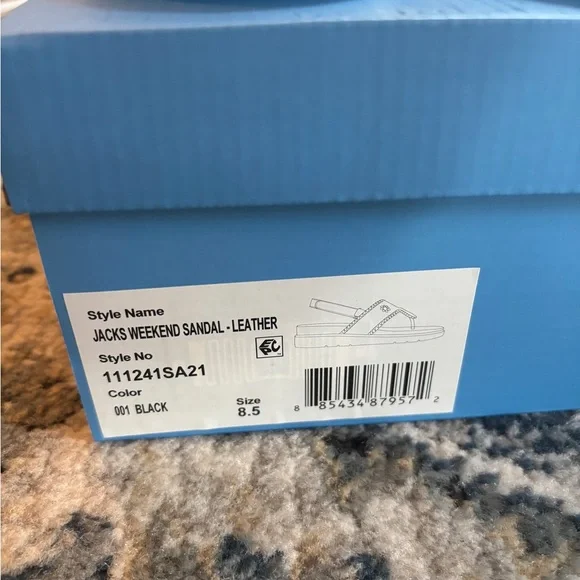 Style Name
JACKS WEEKEND SANDAL - LEATHER
Style No
111241SA21
Color
001 BLACK
Size
8.5
8 85434 87957 2